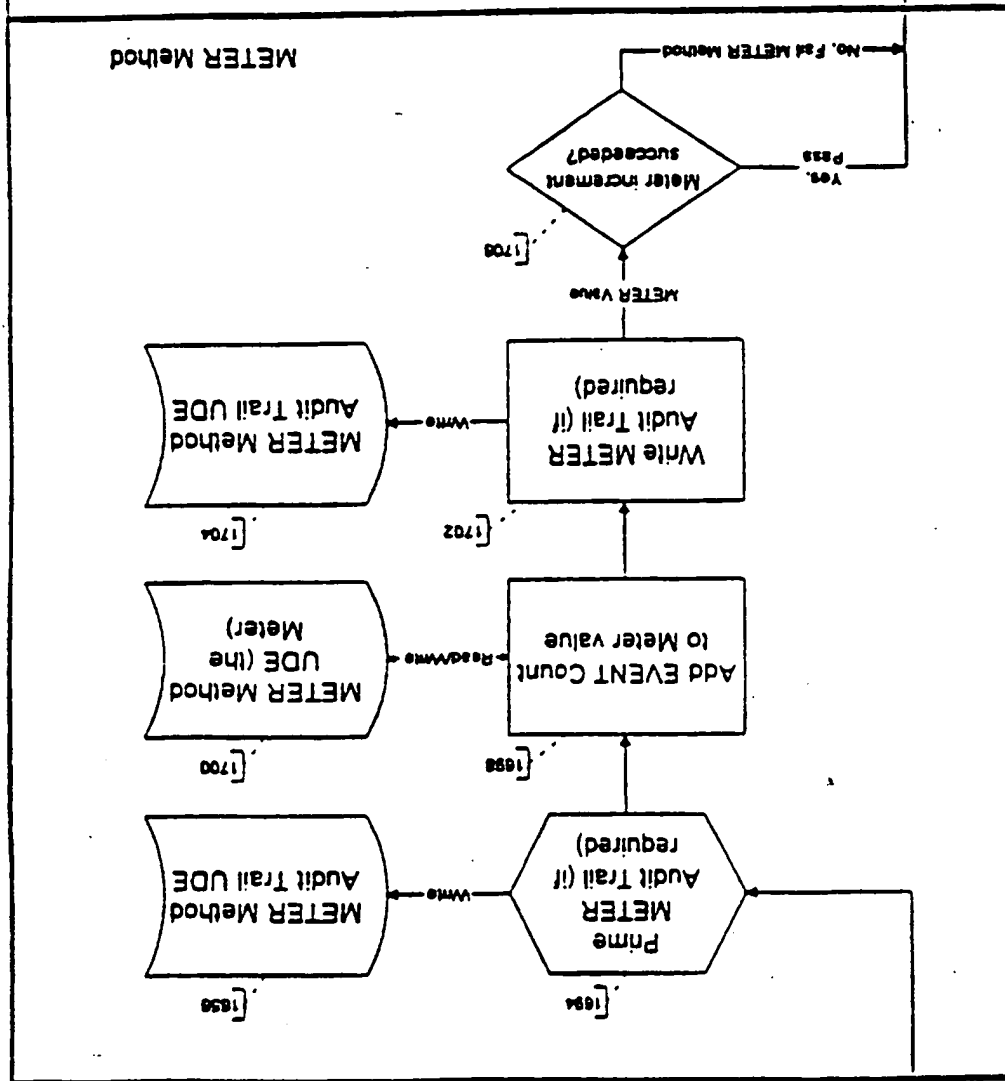 1694
Prime
METER
Audit Trail (if
required)
Write
METER Method
Audit Trail UDE
1698
Add EVENT Count
to Meter value
Read/Write
1700
METER Method
UDE (the
Meter)
1702
Write METER
Audit Trail (if
required)
Write
1704
METER Method
Audit Trail UDE
METER Value
1706
Meter increment
succeeded?
Yes,
Pass
No, Fail METER Method
METER Method